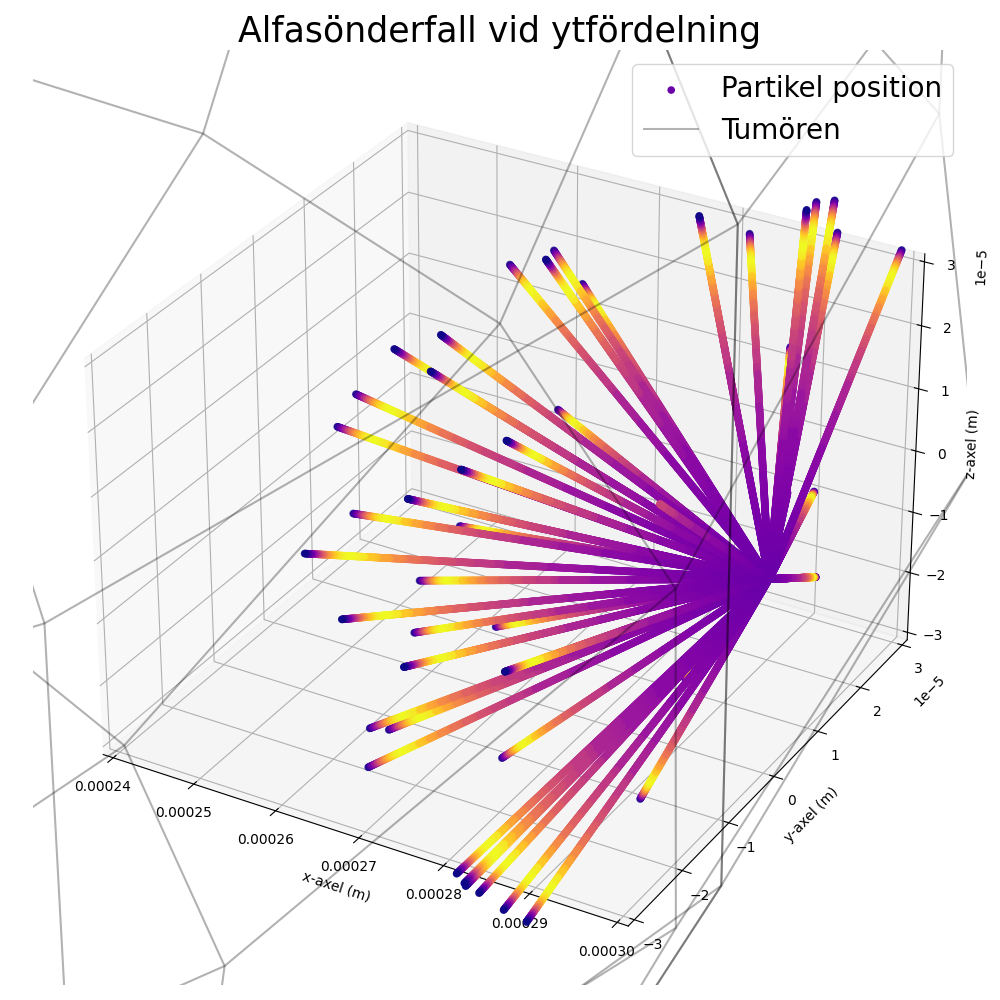 Alfasönderfall vid ytfördelning
Partikel position
Tumören
1e−5
3
2
1
0
−1
−2
−3
z-axel (m)
3
1e−5
2
1
0
−1
−2
−3
y-axel (m)
0.00024
0.00025
0.00026
0.00027
0.00028
0.00029
0.00030
x-axel (m)